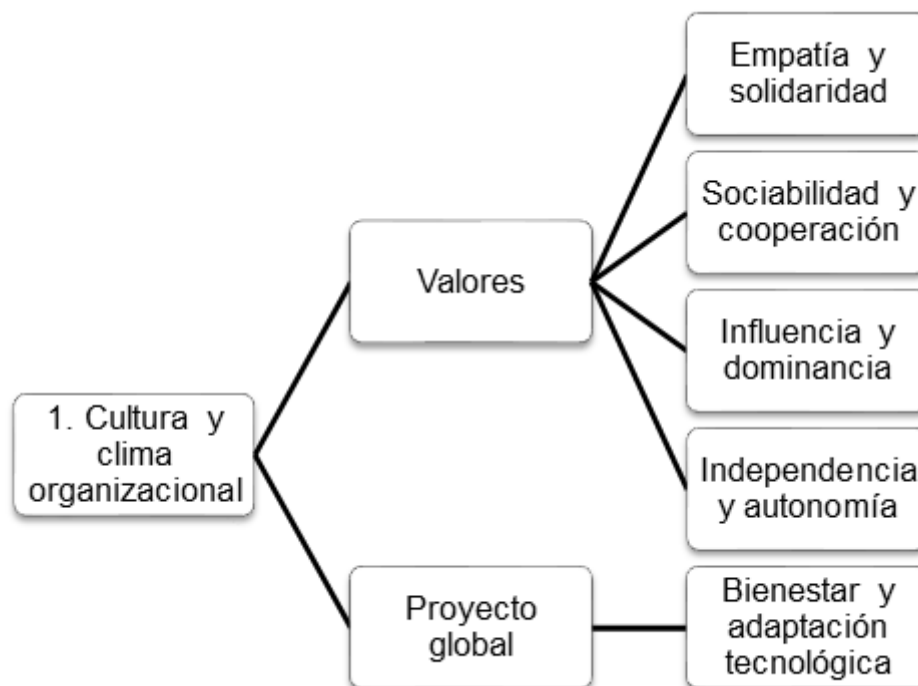 1. Cultura y
clima
organizacional
Valores
Empatía y
solidaridad
Sociabilidad y
cooperación
Influencia y
dominancia
Independencia
y autonomía
Proyecto
global
Bienestar y
adaptación
tecnológica